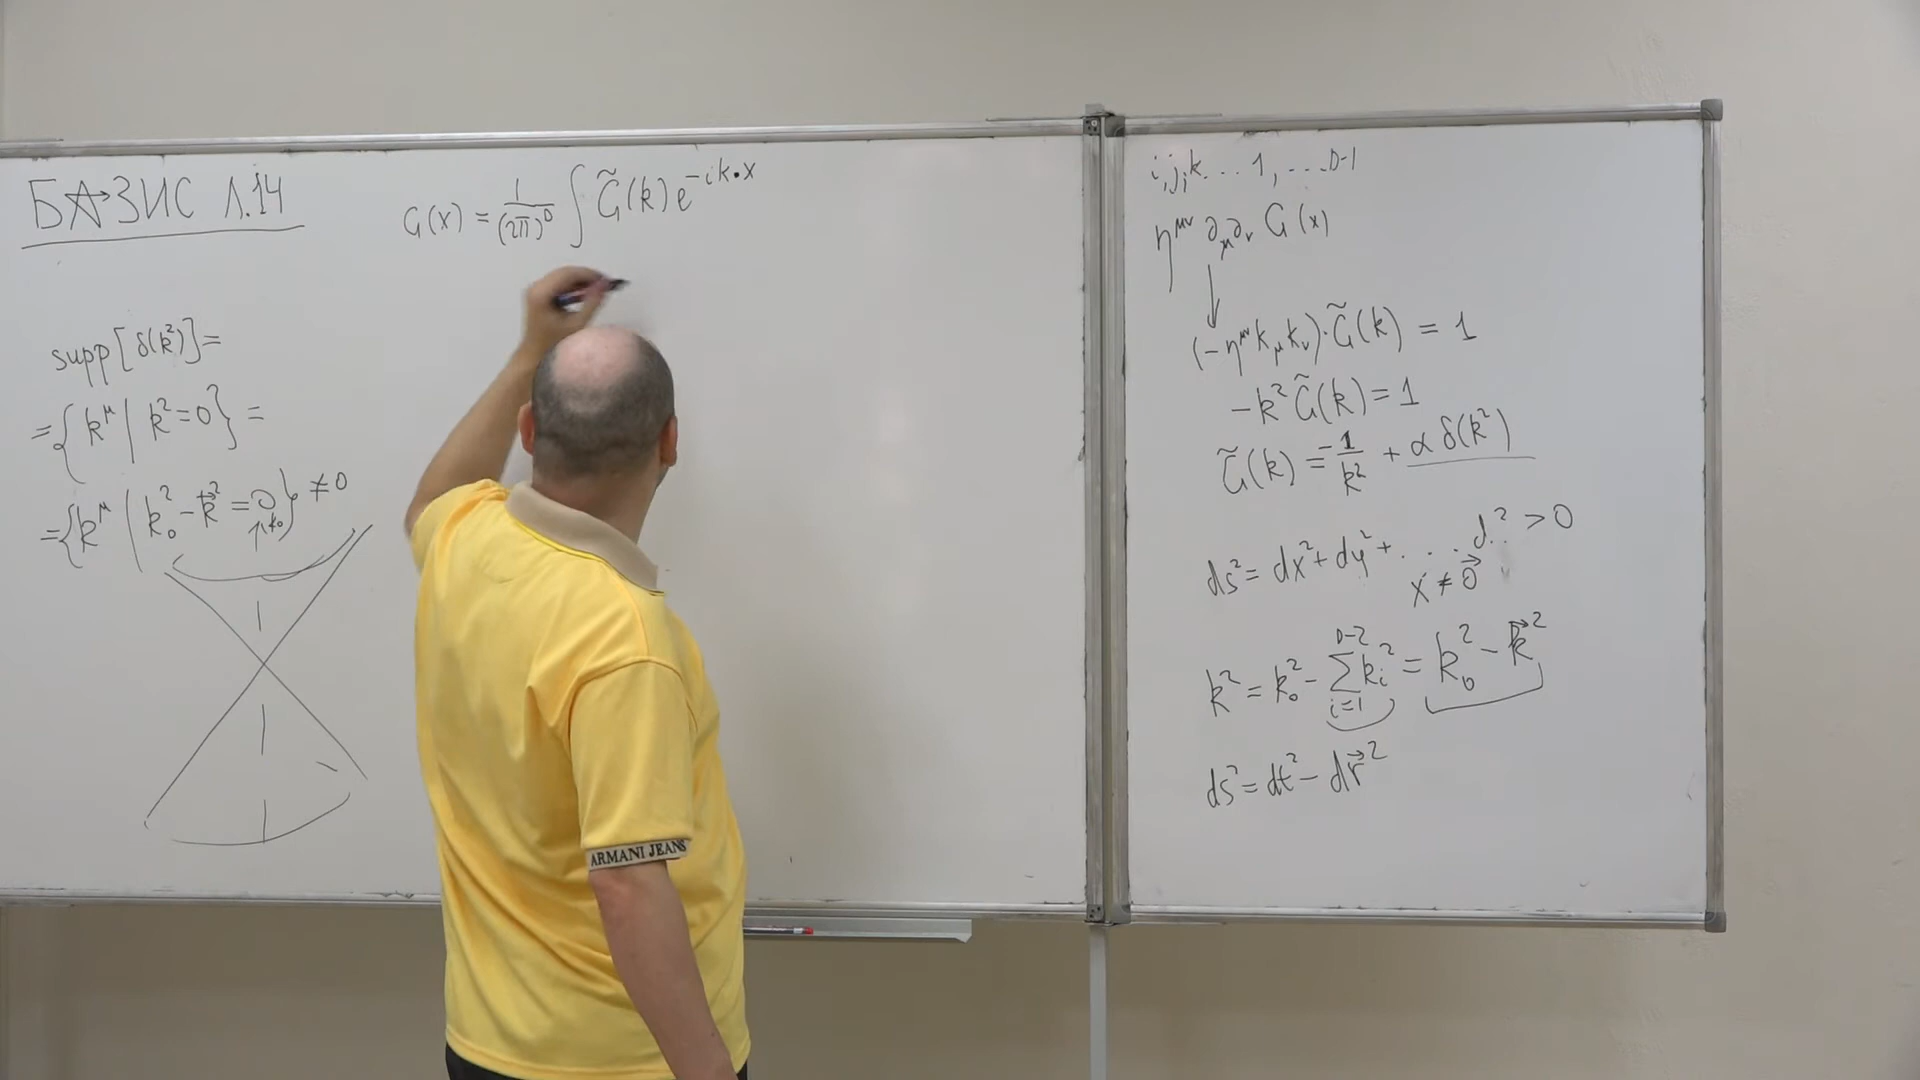 БАЗИС Л.14
supp[δ(k²)]=
={k^μ | k²=0}=
={k^μ | k₀²-k⃗²=0}≠0
↑k₀
G(x) = 1/(2π)^D ∫ G̃(k) e^{-ik•x}
ARMANI JEANS
i,j,k... 1,...D-1
η^{μν} ∂_μ ∂_ν G(x)
↓
(-η^{μν} k_μ k_ν)·G̃(k) = 1
-k² G̃(k) = 1
G̃(k) = -1/k² + α δ(k²)
ds² = dx² + dy² + ... d..² > 0
x⃗ ≠ 0⃗
k² = k₀² - Σ_{i=1}^{D-2} k_i² = k₀² - k⃗²
ds² = dt² - dr⃗²